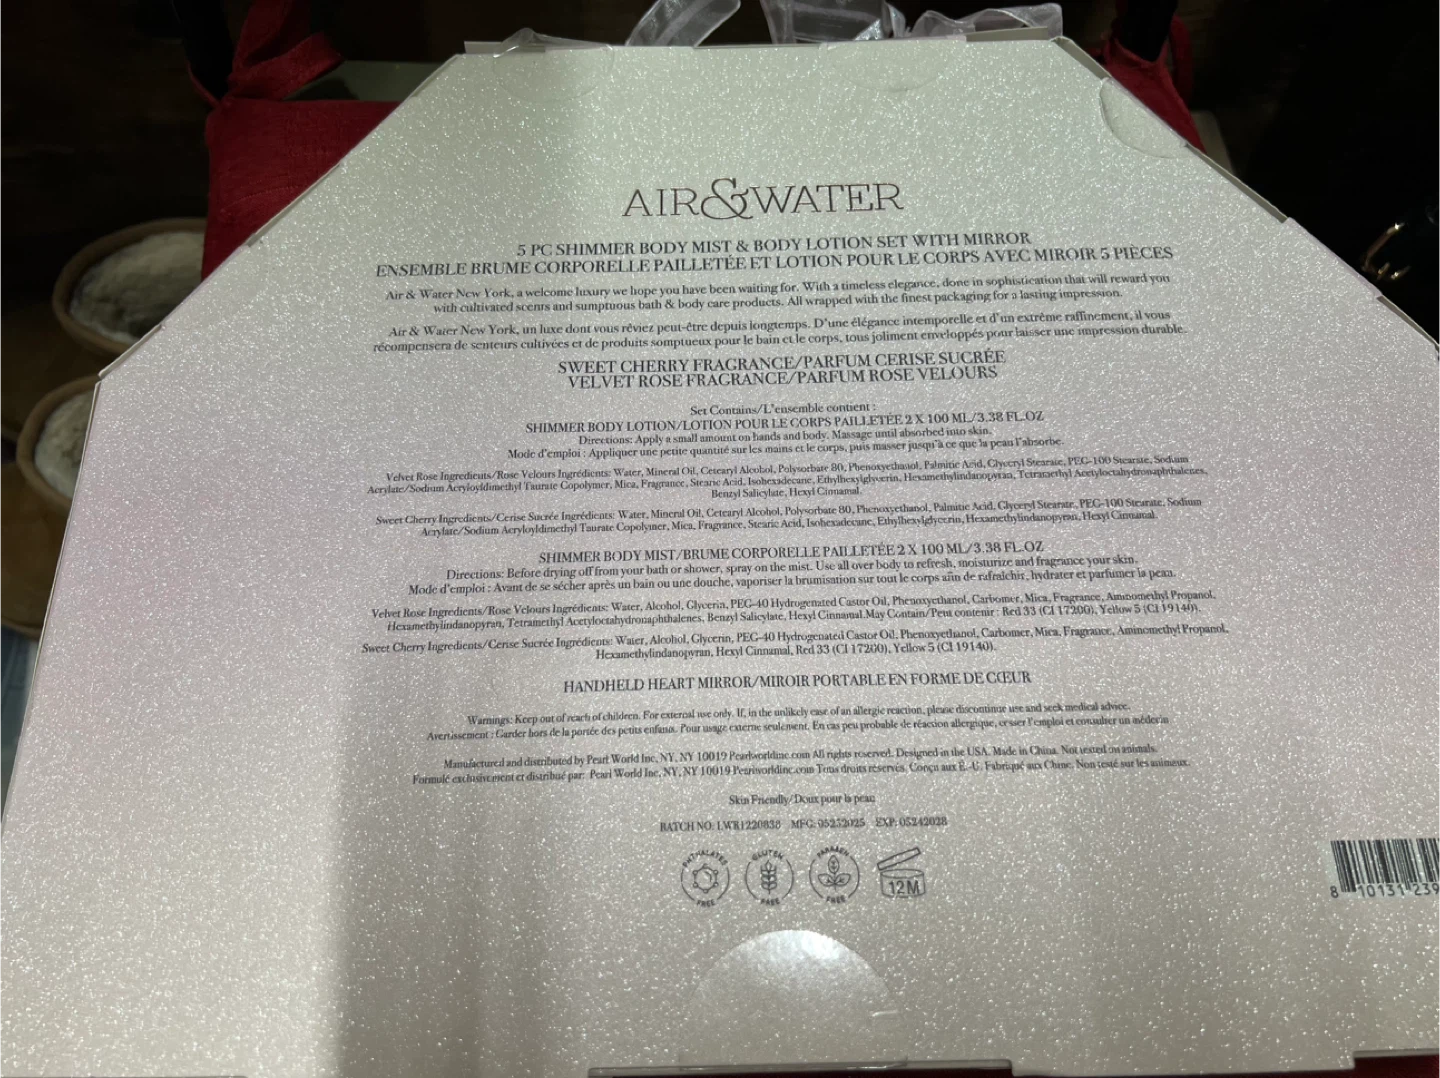 AIR&WATER
5 PC SHIMMER BODY MIST & BODY LOTION SET WITH MIRROR
ENSEMBLE BRUME CORPORELLE PAILLETÉE ET LOTION POUR LE CORPS AVEC MIROIR 5 PIÈCES
Air & Water New York, a welcome luxury we hope you have been waiting for. With a timeless elegance, done in sophistication that will reward you
with cultivated scents and sumptuous bath & body care products. All wrapped with the finest packaging for a lasting impression.
Air & Water New York, un luxe dont vous rêviez peut-être depuis longtemps. D'une élégance intemporelle et d'un extrême raffinement, il vous
récompensera de senteurs cultivées et de produits somptueux pour le bain et le corps, tous joliment enveloppés pour laisser une impression durable.
SWEET CHERRY FRAGRANCE/PARFUM CERISE SUCRÉE
VELVET ROSE FRAGRANCE/PARFUM ROSE VELOURS
Set Contains/L'ensemble contient :
SHIMMER BODY LOTION/LOTION POUR LE CORPS PAILLETÉE 2 X 100 ML/3.38 FL.OZ
Directions: Apply a small amount on hands and body. Massage until absorbed into skin.
Mode d'emploi : Appliquer une petite quantité sur les mains et le corps, puis masser jusqu'à ce que la peau l'absorbe.
Velvet Rose Ingredients/Rose Velours Ingrédients: Water, Mineral Oil, Cetearyl Alcohol, Polysorbate 80, Phenoxyethanol, Palmitic Acid, Glyceryl Stearate, PEG-100 Stearate, Sodium
Acrylate/Sodium Acryloyldimethyl Taurate Copolymer, Mica, Fragrance, Stearic Acid, Isohexadecane, Ethylhexylglycerin, Hexamethylindanopyran, Tetramethyl Acetyloctahydronaphthalenes,
Benzyl Salicylate, Hexyl Cinnamal.
Sweet Cherry Ingredients/Cerise Sucrée Ingrédients: Water, Mineral Oil, Cetearyl Alcohol, Polysorbate 80, Phenoxyethanol, Palmitic Acid, Glyceryl Stearate, PEG-100 Stearate, Sodium
Acrylate/Sodium Acryloyldimethyl Taurate Copolymer, Mica, Fragrance, Stearic Acid, Isohexadecane, Ethylhexylglycerin, Hexamethylindanopyran, Hexyl Cinnamal.
SHIMMER BODY MIST/BRUME CORPORELLE PAILLETÉE 2 X 100 ML/3.38 FL.OZ
Directions: Before drying off from your bath or shower, spray on the mist. Use all over body to refresh, moisturize and fragrance your skin.
Mode d'emploi : Avant de se sécher après un bain ou une douche, vaporiser la brumisation sur tout le corps afin de rafraîchir, hydrater et parfumer la peau.
Velvet Rose Ingredients/Rose Velours Ingrédients: Water, Alcohol, Glycerin, PEG-40 Hydrogenated Castor Oil, Phenoxyethanol, Carbomer, Mica, Fragrance, Aminomethyl Propanol,
Hexamethylindanopyran, Tetramethyl Acetyloctahydronaphthalenes, Benzyl Salicylate, Hexyl Cinnamal.May Contain/Peut contenir : Red 33 (CI 17200), Yellow 5 (CI 19140).
Sweet Cherry Ingredients/Cerise Sucrée Ingrédients: Water, Alcohol, Glycerin, PEG-40 Hydrogenated Castor Oil, Phenoxyethanol, Carbomer, Mica, Fragrance, Aminomethyl Propanol,
Hexamethylindanopyran, Hexyl Cinnamal, Red 33 (CI 17200), Yellow 5 (CI 19140).
HANDHELD HEART MIRROR/MIROIR PORTABLE EN FORME DE CŒUR
Warnings: Keep out of reach of children. For external use only. If, in the unlikely case of an allergic reaction, please discontinue use and seek medical advice.
Avertissement : Garder hors de la portée des petits enfants. Pour usage externe seulement. En cas peu probable de réaction allergique, cesser l'emploi et consulter un médecin
Manufactured and distributed by Pearl World Inc, NY, NY 10019 Pearlworldinc.com All rights reserved. Designed in the USA. Made in China. Not tested on animals.
Formulé exclusivement et distribué par: Pearl World Inc, NY, NY 10019 Pearlworldinc.com Tous droits réservés. Conçu aux É.-U. Fabriqué aux Chine. Non testé sur les animeux.
Skin Friendly/Doux pour la peau
BATCH NO: LWR1220838 MFG: 05252025 EXP: 05242028
PHTHALATES FREE
GLUTEN FREE
PARABEN FREE
12M
8 10131 239